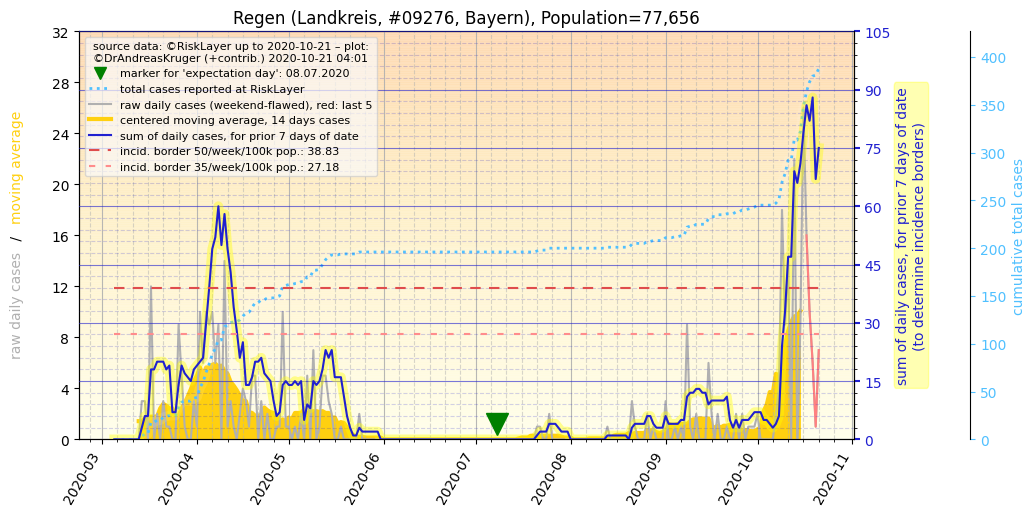 Regen (Landkreis, #09276, Bayern), Population=77,656
source data: ©RiskLayer up to 2020-10-21 – plot:
©DrAndreasKruger (+contrib.) 2020-10-21 04:01
marker for 'expectation day': 08.07.2020
total cases reported at RiskLayer
raw daily cases (weekend-flawed), red: last 5
centered moving average, 14 days cases
sum of daily cases, for prior 7 days of date
incid. border 50/week/100k pop.: 38.83
incid. border 35/week/100k pop.: 27.18
raw daily cases / moving average
32
28
24
20
16
12
8
4
0
2020-03
2020-04
2020-05
2020-06
2020-07
2020-08
2020-09
2020-10
2020-11
105
90
75
60
45
30
15
0
sum of daily cases, for prior 7 days of date
(to determine incidence borders)
400
350
300
250
200
150
100
50
0
cumulative total cases